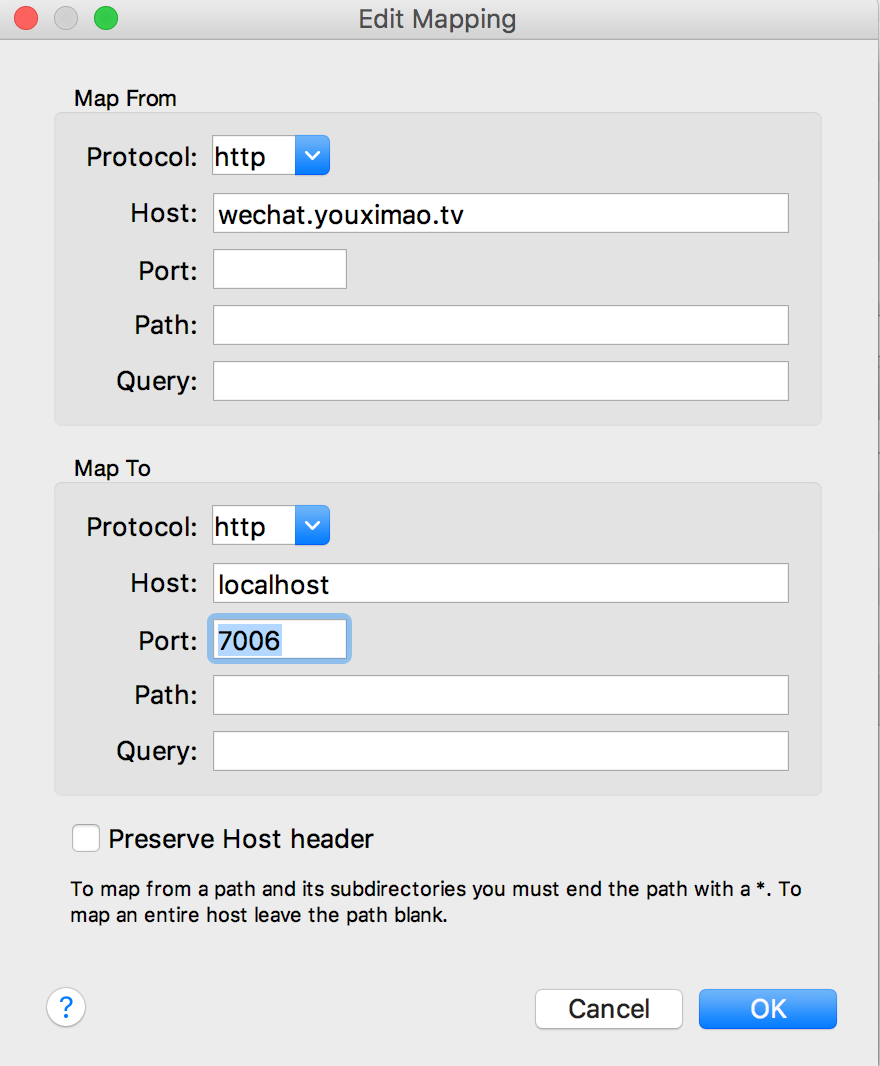 Edit Mapping
Map From
Protocol: http
Host: wechat.youximao.tv
Port:
Path:
Query:
Map To
Protocol: http
Host: localhost
Port: 7006
Path:
Query:
Preserve Host header
To map from a path and its subdirectories you must end the path with a *. To
map an entire host leave the path blank.
? Cancel OK